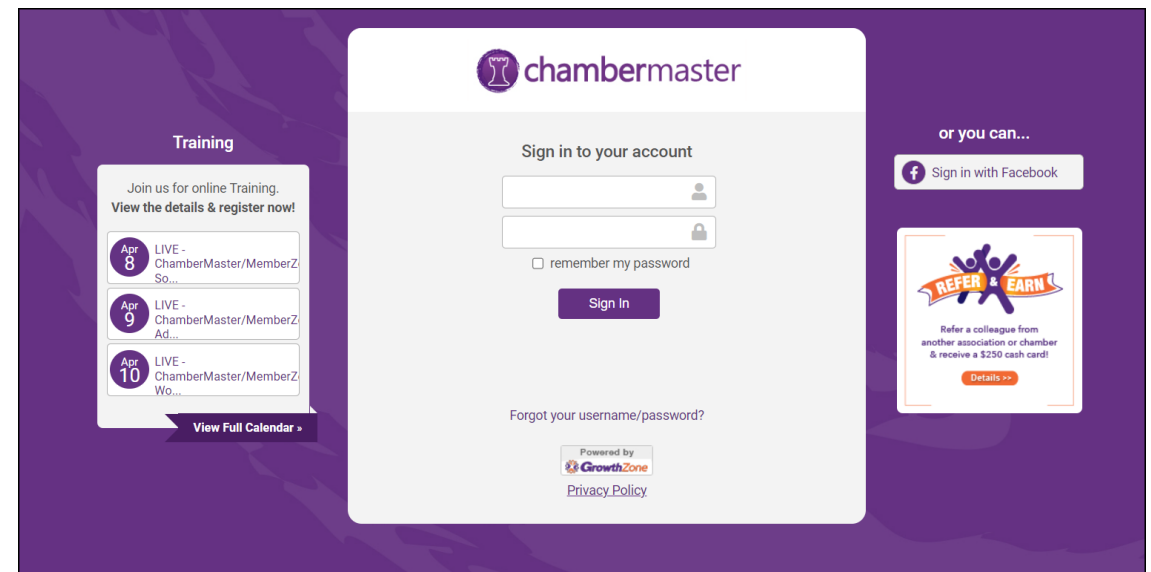 chambermaster
Training
Join us for online Training.
View the details & register now!
Apr
8
LIVE -
ChamberMaster/MemberZ
So...
Apr
9
LIVE -
ChamberMaster/MemberZ
Ad...
Apr
10
LIVE -
ChamberMaster/MemberZ
Wo...
View Full Calendar »
Sign in to your account
remember my password
Sign In
Forgot your username/password?
Powered by
GrowthZone
Privacy Policy
or you can...
Sign in with Facebook
REFER & EARN
Refer a colleague from
another association or chamber
& receive a $250 cash card!
Details >>